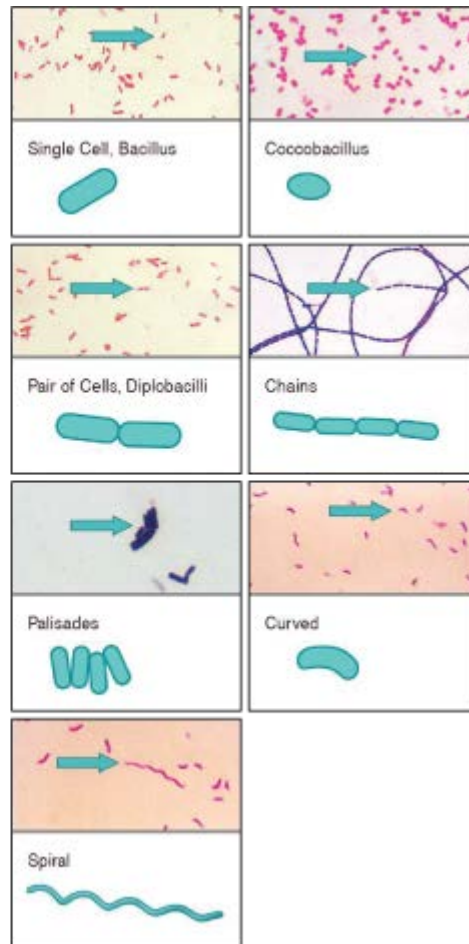 Single Cell, Bacillus
Coccobacillus
Pair of Cells, Diplobacilli
Chains
Palisades
Curved
Spiral